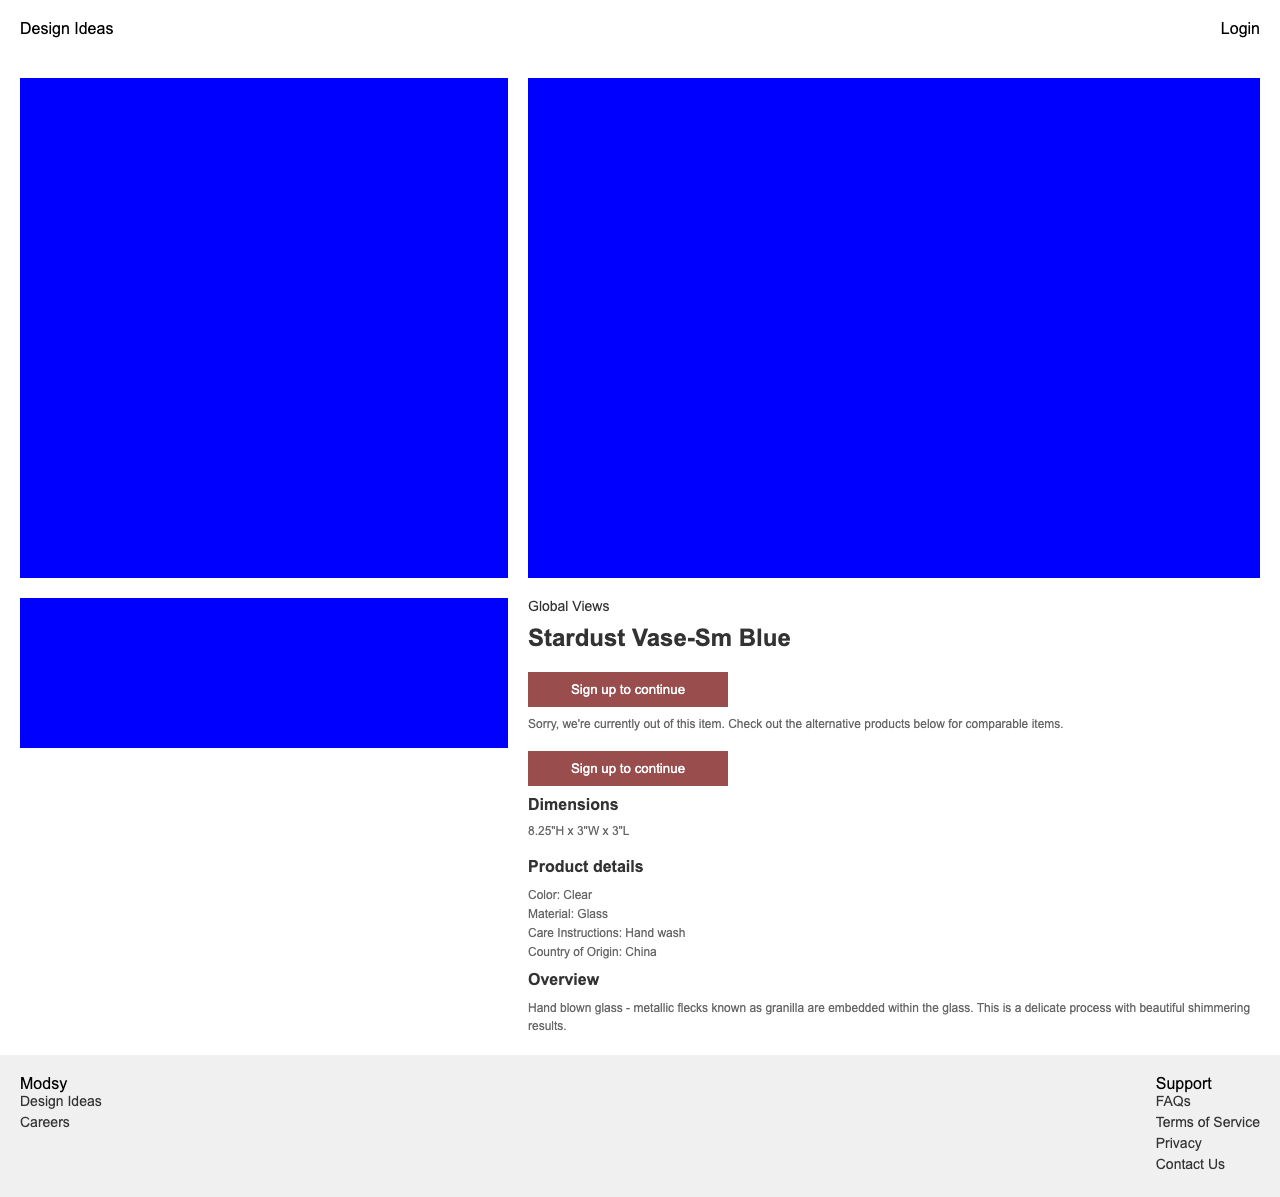 Design Ideas
Login
Global Views
Stardust Vase-Sm Blue
Sign up to continue
Sorry, we're currently out of this item. Check out the alternative products below for comparable items.
Sign up to continue
Dimensions
8.25"H x 3"W x 3"L
Product details
Color: Clear
Material: Glass
Care Instructions: Hand wash
Country of Origin: China
Overview
Hand blown glass - metallic flecks known as granilla are embedded within the glass. This is a delicate process with beautiful shimmering
results.
Modsy
Design Ideas
Careers
Support
FAQs
Terms of Service
Privacy
Contact Us